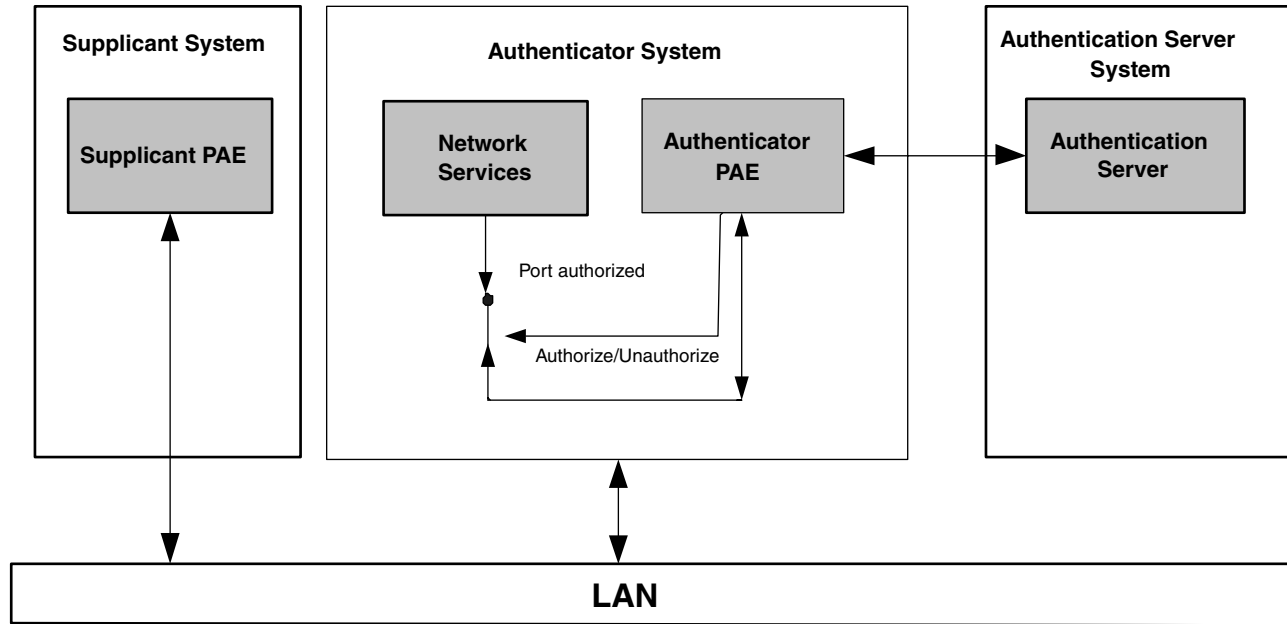 Supplicant System
Supplicant PAE
Authenticator System
Network
Services
Authenticator
PAE
Port authorized
Authorize/Unauthorize
Authentication Server
System
Authentication
Server
LAN